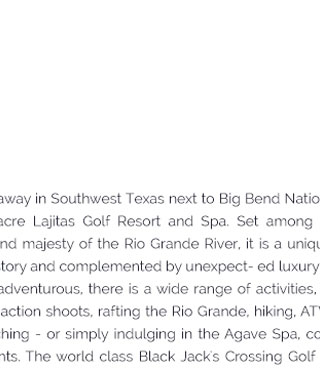 away in Southwest Texas next to Big Bend Natio
acre Lajitas Golf Resort and Spa. Set among
nd majesty of the Rio Grande River, it is a uniqu
story and complemented by unexpect- ed luxury
adventurous, there is a wide range of activities,
action shoots, rafting the Rio Grande, hiking, AT
ching - or simply indulging in the Agave Spa, co
nts. The world class Black Jack's Crossing Golf